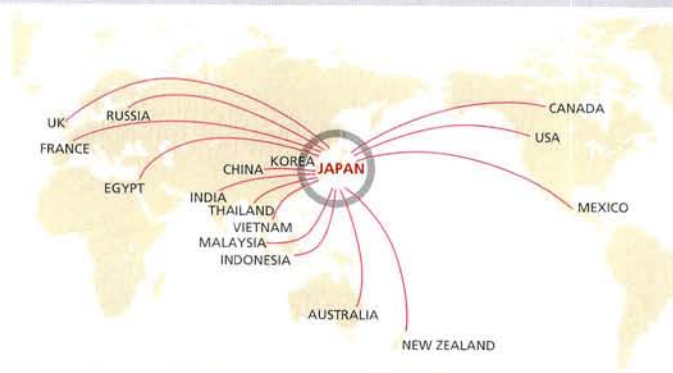 CANADA
UK
RUSSIA
USA
FRANCE
KOREA
CHINA
JAPAN
EGYPT
INDIA
THAILAND
MEXICO
VIETNAM
MALAYSIA
INDONESIA
AUSTRALIA
NEW ZEALAND